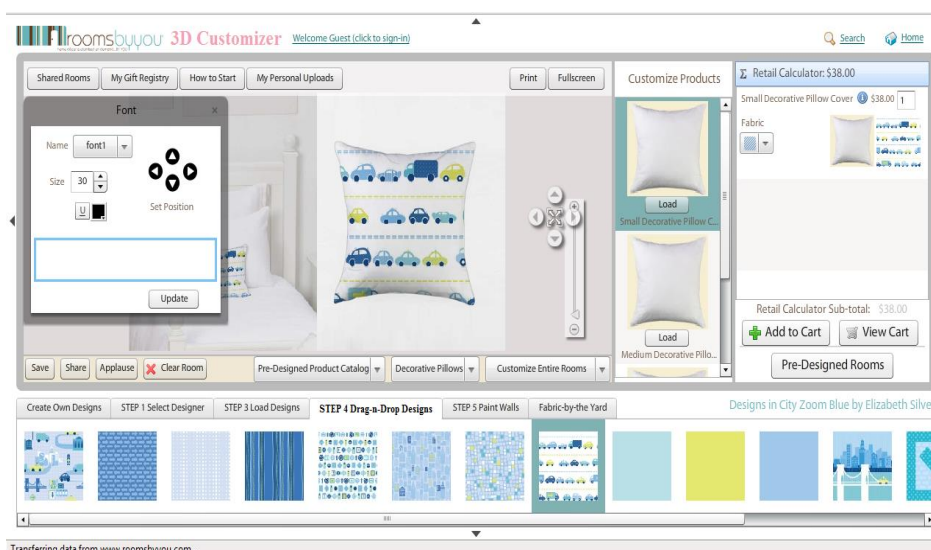 roomsbyyou 3D Customizer Welcome Guest (click to sign-in) Search Home
Shared Rooms My Gift Registry How to Start My Personal Uploads Print Fullscreen
Customize Products
Σ Retail Calculator: $38.00
Font x
Name font1
Size 30
U
Set Position
Update
Load
Small Decorative Pillow C...
Load
Medium Decorative Pillo...
Small Decorative Pillow Cover $38.00 1
Fabric
Retail Calculator Sub-total: $38.00
Add to Cart View Cart
Pre-Designed Rooms
Save Share Applause Clear Room Pre-Designed Product Catalog Decorative Pillows Customize Entire Rooms
Create Own Designs STEP 1 Select Designer STEP 3 Load Designs STEP 4 Drag-n-Drop Designs STEP 5 Paint Walls Fabric-by-the Yard Designs in City Zoom Blue by Elizabeth Silve
Transferring data from www.roomsbyyou.com